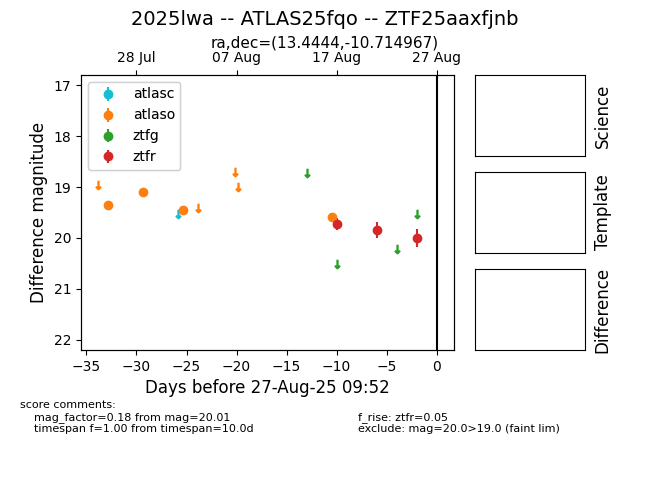 2025lwa -- ATLAS25fqo -- ZTF25aaxfjnb
ra,dec=(13.4444,-10.714967)
28 Jul 07 Aug 17 Aug 27 Aug
17
18
19
20
21
22
Difference magnitude
atlasc
atlaso
ztfg
ztfr
−35 −30 −25 −20 −15 −10 −5 0
Days before 27-Aug-25 09:52
Science
Template
Difference
score comments:
mag_factor=0.18 from mag=20.01
timespan f=1.00 from timespan=10.0d
f_rise: ztfr=0.05
exclude: mag=20.0>19.0 (faint lim)